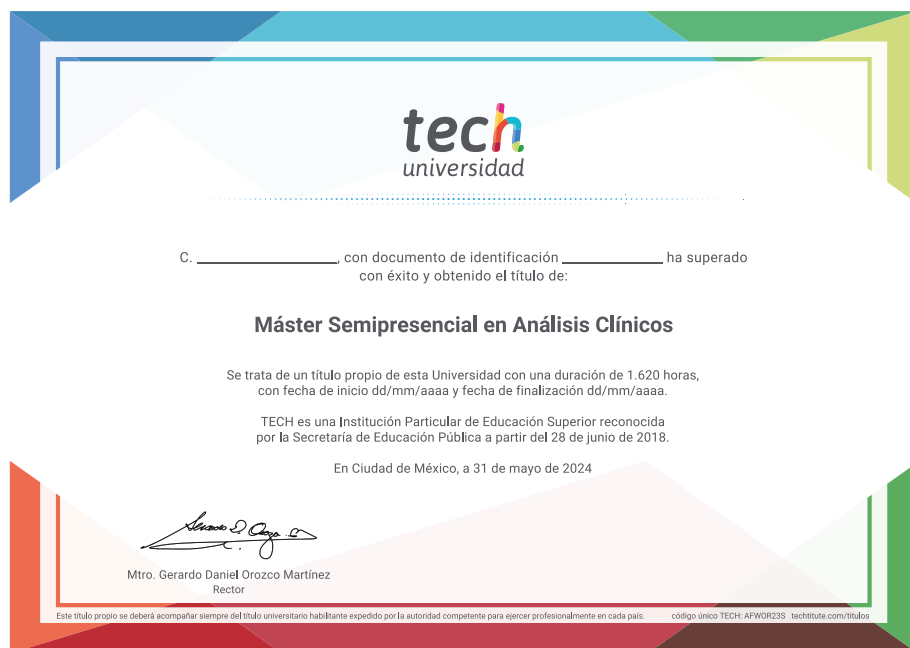 tech
universidad
C. ____________________, con documento de identificación ______________ ha superado
con éxito y obtenido el título de:
Máster Semipresencial en Análisis Clínicos
Se trata de un título propio de esta Universidad con una duración de 1.620 horas,
con fecha de inicio dd/mm/aaaa y fecha de finalización dd/mm/aaaa.
TECH es una Institución Particular de Educación Superior reconocida
por la Secretaría de Educación Pública a partir del 28 de junio de 2018.
En Ciudad de México, a 31 de mayo de 2024
Mtro. Gerardo Daniel Orozco Martínez
Rector
Este título propio se deberá acompañar siempre del título universitario habilitante expedido por la autoridad competente para ejercer profesionalmente en cada país. código único TECH: AFWOR23S techtitute.com/titulos